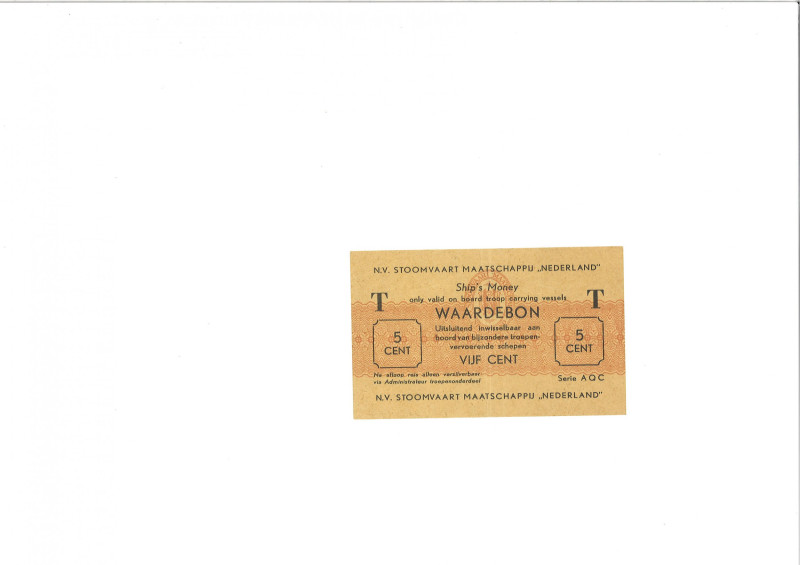 N.V. STOOMVAART MAATSCHAPPIJ „NEDERLAND"
Ship's Money
only valid on board troop carrying vessels
T T
WAARDEBON
Uitsluitend inwisselbaar aan
boord van bijzondere troepen-
vervoerende schepen
5 CENT
5 CENT
VIJF CENT
Na afloop reis alleen verzilverbaar
via Administrateur troepenonderdeel
Serie AQC
N.V. STOOMVAART MAATSCHAPPIJ „NEDERLAND"